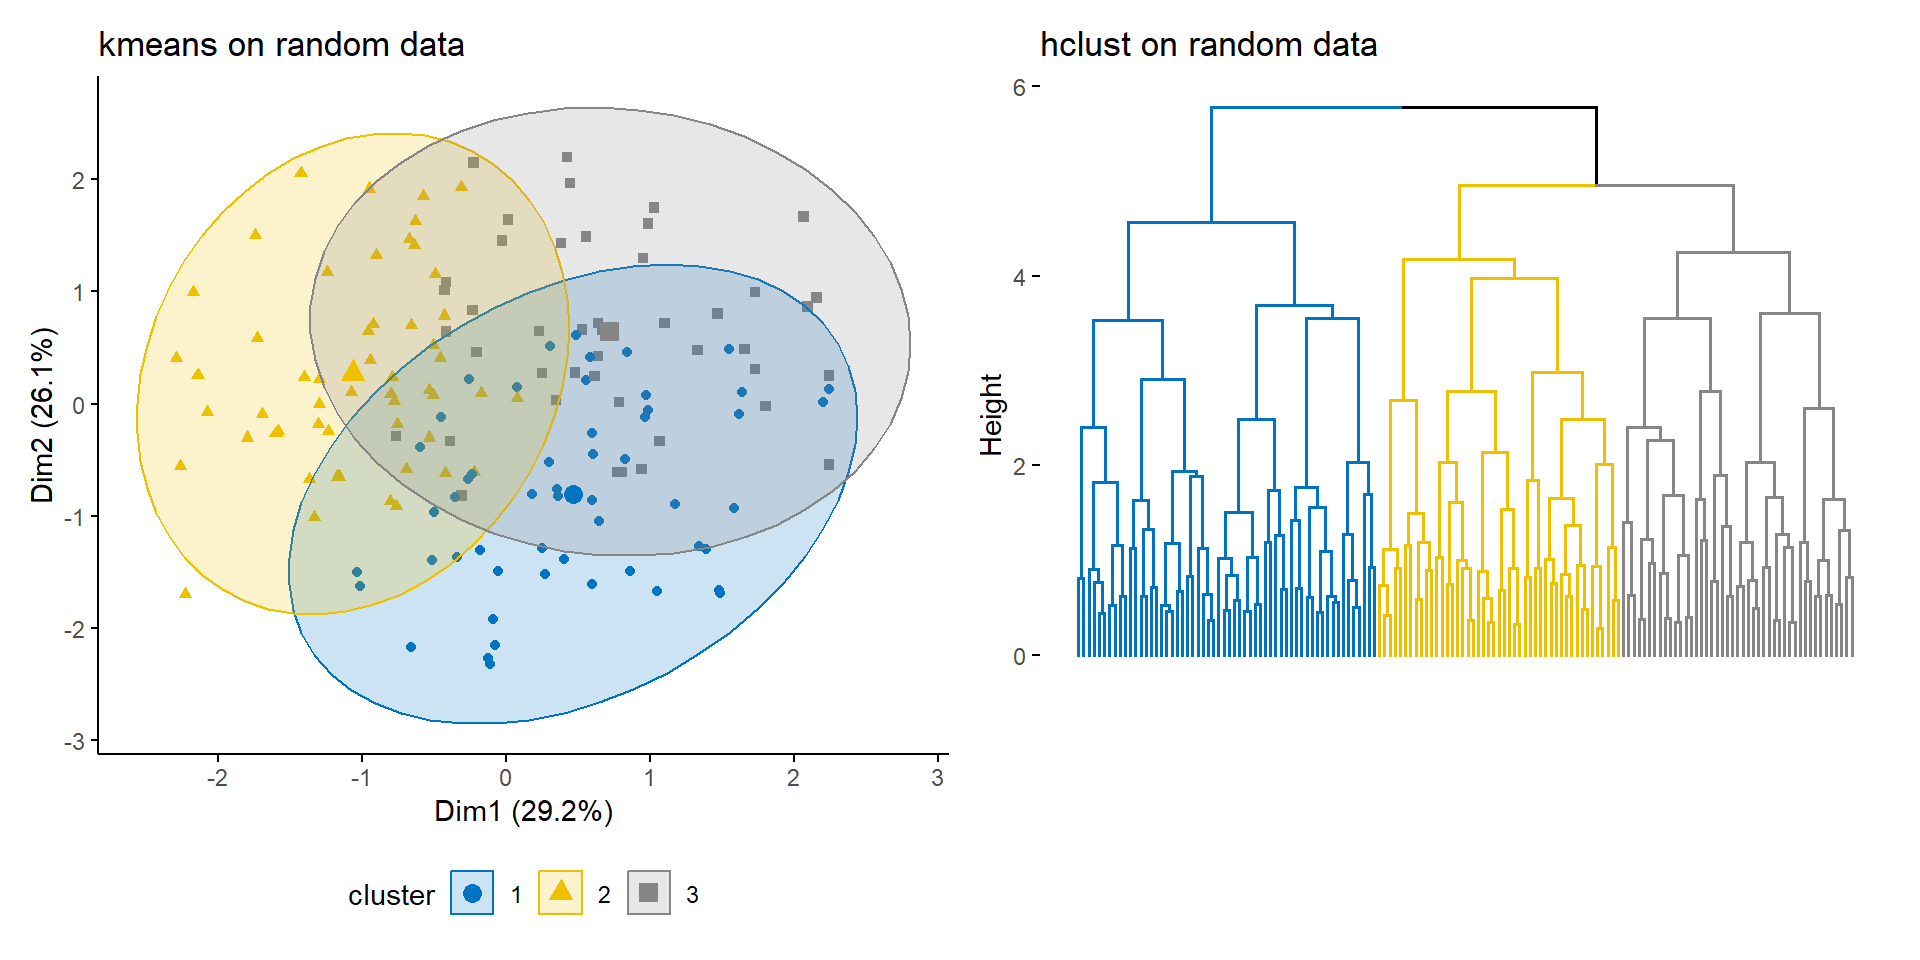 kmeans on random data
2
1
0
-1
-2
-3
Dim2 (26.1%)
-2 -1 0 1 2 3
Dim1 (29.2%)
cluster 1 2 3
hclust on random data
6
4
2
0
Height